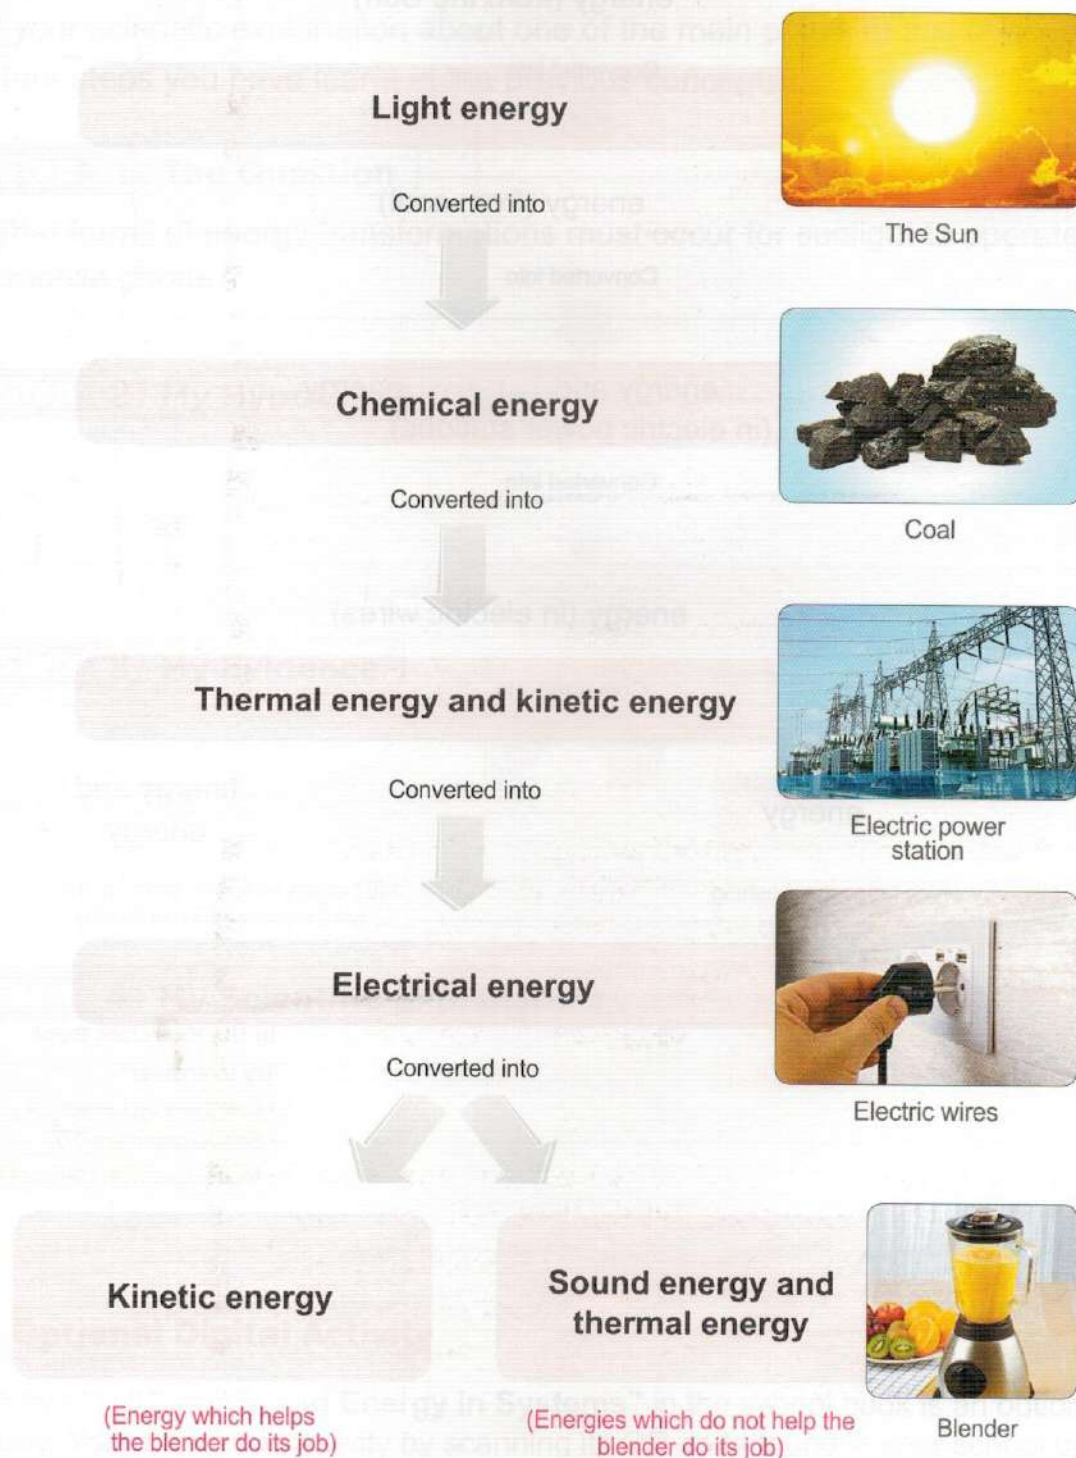 Light energy
The Sun
Converted into
Chemical energy
Coal
Converted into
Thermal energy and kinetic energy
Electric power
station
Converted into
Electrical energy
Electric wires
Converted into
Kinetic energy
(Energy which helps
the blender do its job)
Sound energy and
thermal energy
(Energies which do not help the
blender do its job)
Blender